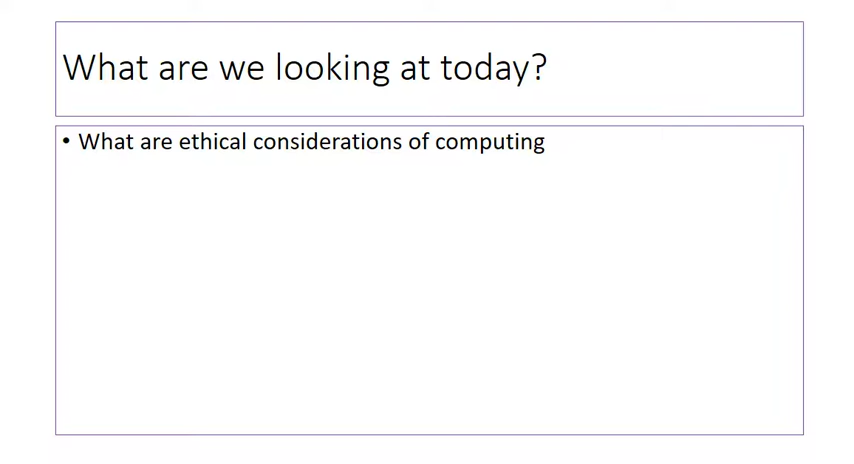 What are we looking at today?
• What are ethical considerations of computing